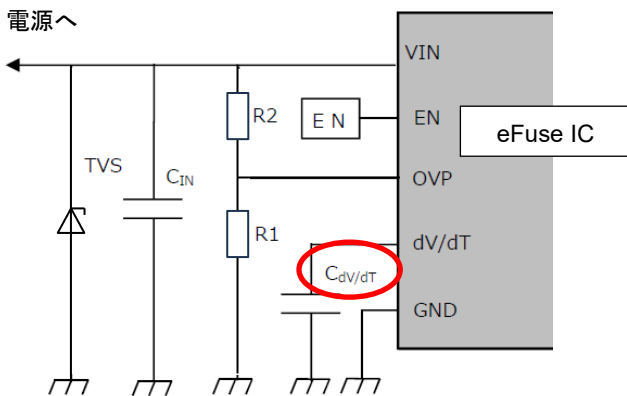 電源へ
VIN
R2
E N
EN
eFuse IC
TVS
CIN
OVP
R1
dV/dT
CdV/dT
GND